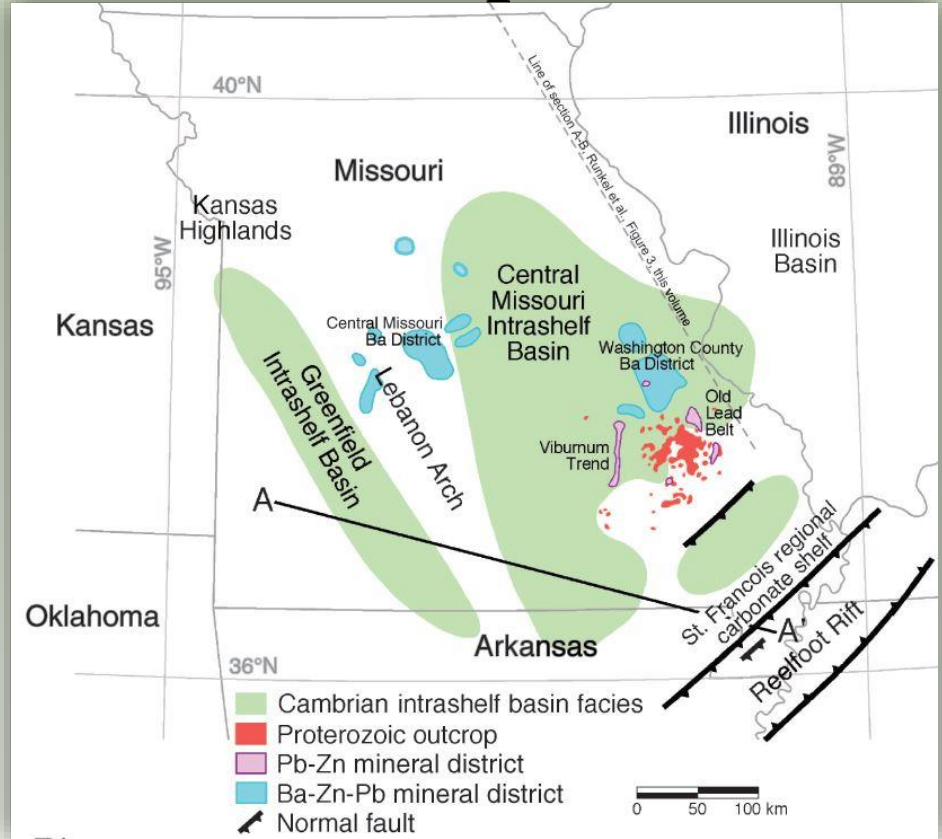 40°N
Illinois
89°W
Missouri
Line of section A-B, Runkel et al., Figure 3, this volume
Kansas
Highlands
95°W
Illinois
Basin
Central
Missouri
Intrashelf
Basin
Kansas
Central Missouri
Ba District
Washington County
Ba District
Greenfield
Intrashelf Basin
Lebanon Arch
Old
Lead
Belt
Viburnum
Trend
A
St. Francois regional
carbonate shelf
A'
Reelfoot Rift
Oklahoma
Arkansas
36°N
Cambrian intrashelf basin facies
Proterozoic outcrop
Pb-Zn mineral district
Ba-Zn-Pb mineral district
Normal fault
0 50 100 km